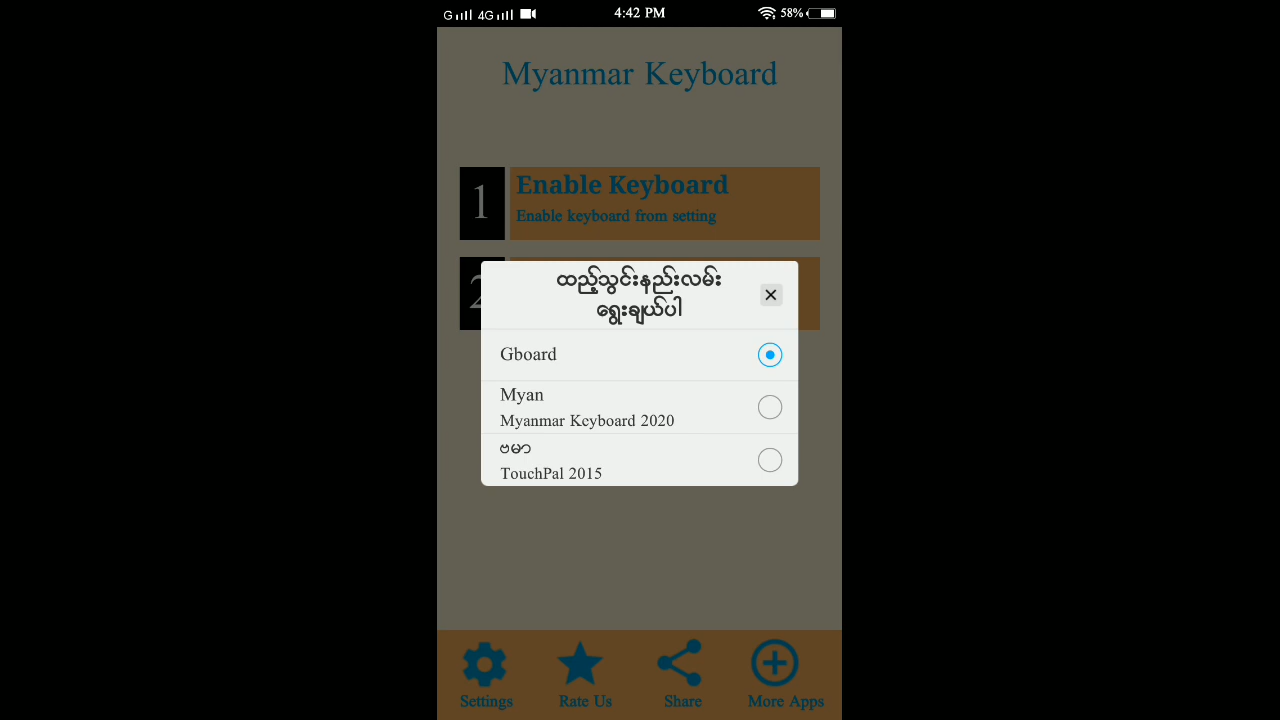 G 4G 4:42 PM 58%
Myanmar Keyboard
1 Enable Keyboard
Enable keyboard from setting
2
ထည့်သွင်းနည်းလမ်း
ရွေးချယ်ပါ
Gboard
Myan
Myanmar Keyboard 2020
ဗမာ
TouchPal 2015
Settings Rate Us Share More Apps